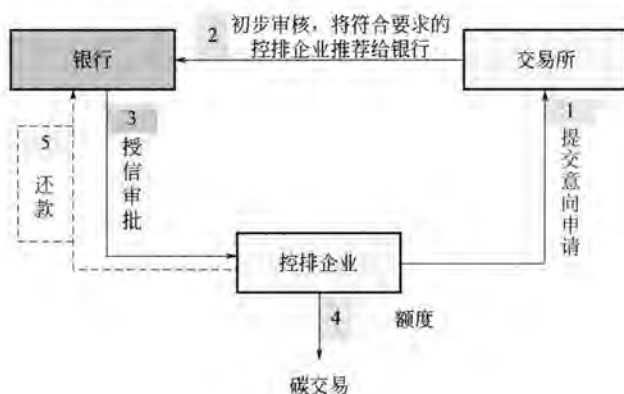 2 初步审核，将符合要求的
控排企业推荐给银行
银行
交易所
1
提交意向申请
3
授信审批
5
还款
控排企业
4 额度
碳交易